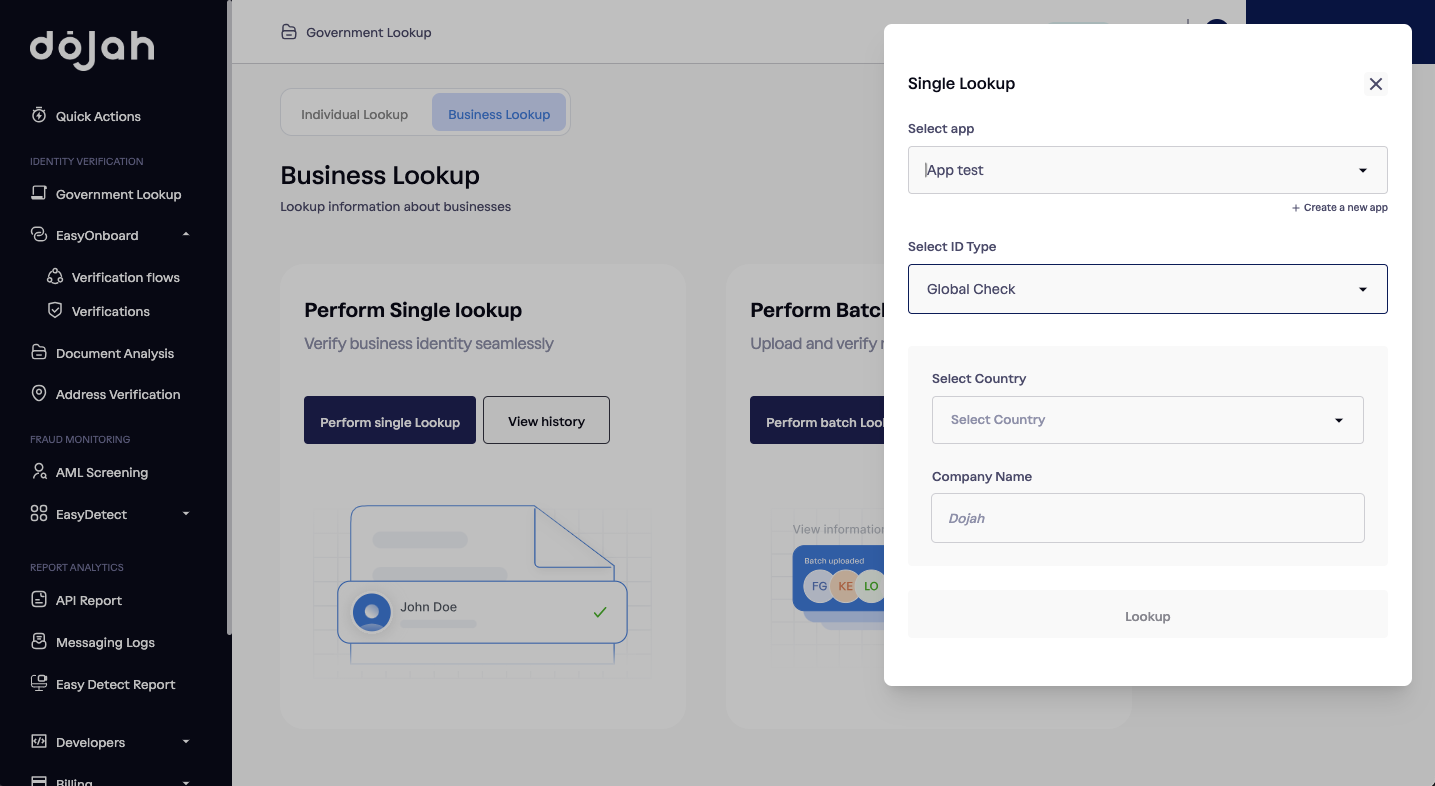 dojah
Quick Actions
IDENTITY VERIFICATION
Government Lookup
EasyOnboard
Verification flows
Verifications
Document Analysis
Address Verification
FRAUD MONITORING
AML Screening
EasyDetect
REPORT ANALYTICS
API Report
Messaging Logs
Easy Detect Report
Developers
Billing
Government Lookup
Individual Lookup
Business Lookup
Business Lookup
Lookup information about businesses
Perform Single lookup
Verify business identity seamlessly
Perform single Lookup
View history
John Doe
Perform Batch
Upload and verify
Perform batch
View information
Batch uploaded
FG
KE
LO
Single Lookup
Select app
App test
+ Create a new app
Select ID Type
Global Check
Select Country
Select Country
Company Name
Dojah
Lookup